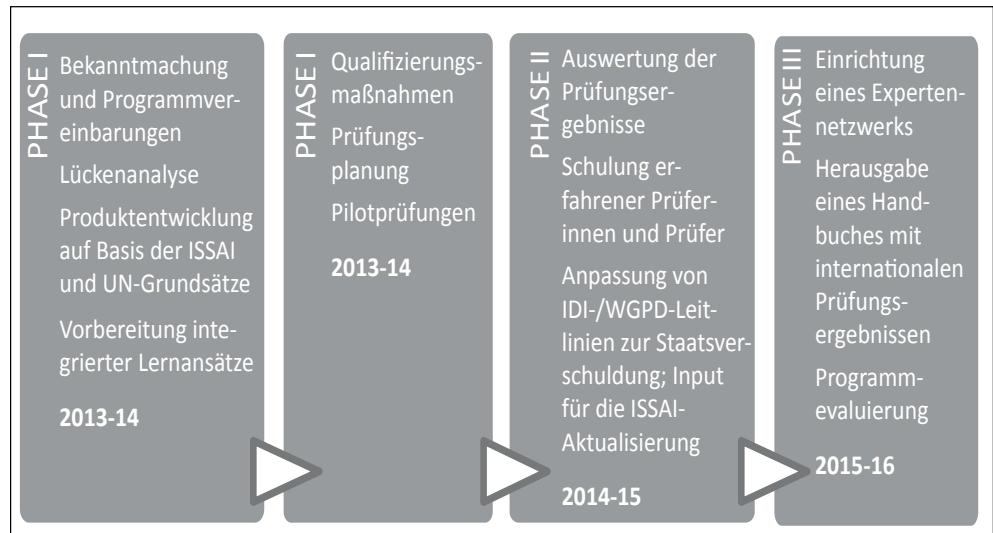 PHASE I
Bekanntmachung
und Programmver-
einbarungen
Lückenanalyse
Produktentwicklung
auf Basis der ISSAI
und UN-Grundsätze
Vorbereitung inte-
grierter Lernansätze
2013-14
PHASE I
Qualifizierungs-
maßnahmen
Prüfungs-
planung
Pilotprüfungen
2013-14
PHASE II
Auswertung der
Prüfungser-
gebnisse
Schulung er-
fahrener Prüfer-
innen und Prüfer
Anpassung von
IDI-/WGPD-Leit-
linien zur Staatsver-
schuldung; Input
für die ISSAI-
Aktualisierung
2014-15
PHASE III
Einrichtung
eines Experten-
netzwerks
Herausgabe
eines Hand-
buches mit
internationalen
Prüfungs-
ergebnissen
Programm-
evaluierung
2015-16